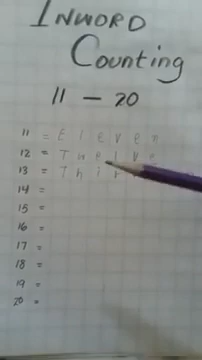 INWORD
Counting
11 - 20
11 = Eleven
12 = Twelve
13 =
14 =
15 =
16 =
17 =
18 =
19 =
20 =